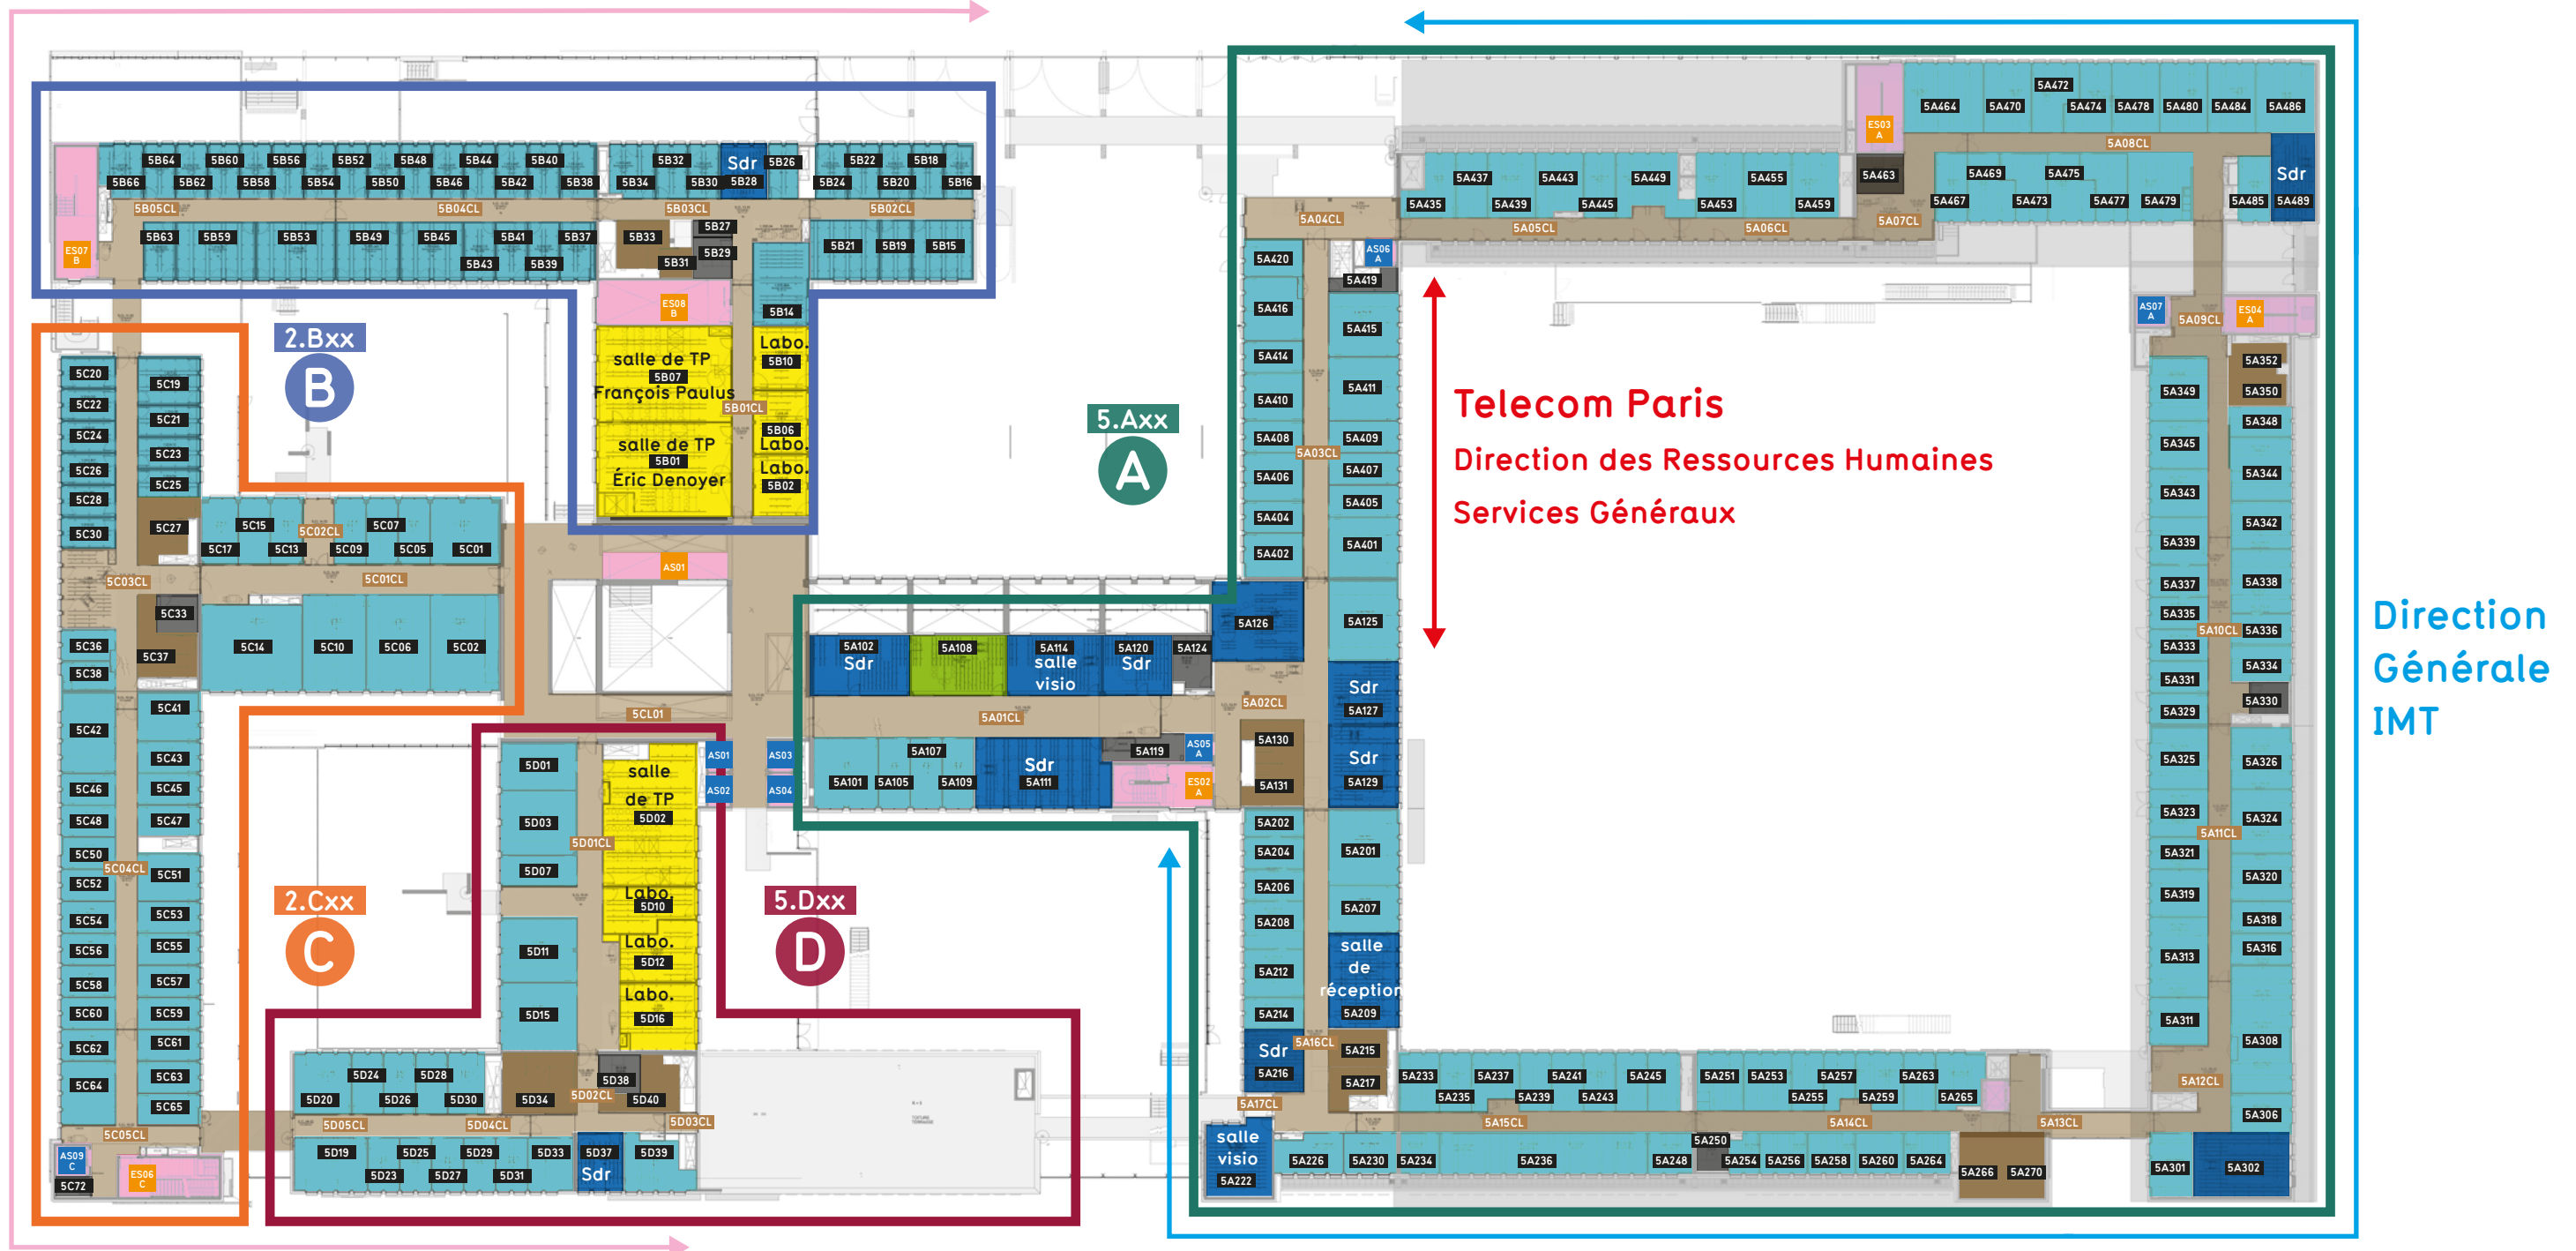 5B64 5B60 5B56 5B52 5B48 5B44 5B40 5B32 Sdr 5B26 5B22 5B18
5B66 5B62 5B58 5B54 5B50 5B46 5B42 5B38 5B34 5B30 5B28 5B24 5B20 5B16
5B05CL 5B04CL 5B03CL 5B02CL
5B63 5B59 5B53 5B49 5B45 5B41 5B37 5B33 5B27 5B21 5B19 5B15
ES07 B
5B43 5B39 5B31 5B29
ES08 B
5B14
2.Bxx
B
salle de TP
5B07
François Paulus
Labo.
5B10
5B01CL
salle de TP
5B01
Éric Denoyer
5B06
Labo.
Labo.
5B02
AS01
5CL01
5C20 5C19
5C22 5C21
5C24 5C23
5C26 5C25
5C28
5C30 5C27
5C15 5C02CL 5C07
5C17 5C13 5C09 5C05 5C01
5C03CL 5C01CL
5C33
5C36 5C37 5C14 5C10 5C06 5C02
5C38
5C42 5C41
5C43
5C46 5C45
5C48 5C47
5C50
5C04CL
5C52 5C51
5C54 5C53
5C56 5C55
5C58 5C57
5C60 5C59
5C62 5C61
5C64 5C63
5C65
5C05CL
AS09 C
5C72
ES06 C
2.Cxx
C
5D01
salle
de TP
5D02
5D03
5D01CL
5D07
Labo.
5D10
5D11
Labo.
5D12
Labo.
5D15 5D16
5D24 5D28 5D38
5D20 5D26 5D30 5D34 5D02CL 5D40
5D05CL 5D04CL 5D03CL
5D19 5D25 5D29 5D33 5D37 5D39
5D23 5D27 5D31 Sdr
5.Dxx
D
AS01 AS03
AS02 AS04
5.Axx
A
5A102
Sdr
5A108
5A114
salle
visio
5A120
Sdr
5A124
5A126
5A125
5A01CL 5A02CL
5A107
5A101 5A105 5A109
Sdr
5A111
5A119
AS05 A
ES02 A
5A130
5A131
Sdr
5A127
Sdr
5A129
5A04CL
5A420
AS06 A
5A419
5A416 5A415
5A414
5A410 5A411
5A408 5A409
5A03CL
5A406 5A407
5A404 5A405
5A402 5A401
5A437 5A443 5A449 5A455
5A435 5A439 5A445 5A453 5A459
5A05CL 5A06CL 5A07CL
ES03 A
5A463
5A472
5A464 5A470 5A474 5A478 5A480 5A484 5A486
5A08CL
5A469 5A475
5A467 5A473 5A477 5A479 5A485
Sdr
5A489
AS07 A
5A09CL
ES04 A
5A352
5A349 5A350
5A348
5A345
5A344
5A343
5A342
5A339
5A337 5A338
5A335
5A10CL 5A336
5A333
5A334
5A331
5A330
5A329
5A325 5A326
5A323 5A324
5A11CL
5A321
5A320
5A319
5A318
5A316
5A313
5A311
5A308
5A12CL
5A306
5A301 5A302
5A202 5A201
5A204
5A206
5A208 5A207
salle
de
réception
5A209
5A212
5A214
Sdr
5A216
5A16CL
5A215
5A217
5A17CL
salle
visio
5A222
5A233 5A237 5A241 5A245 5A251 5A253 5A257 5A263
5A235 5A239 5A243 5A255 5A259 5A265
5A15CL 5A14CL 5A13CL
5A250
5A226 5A230 5A234 5A236 5A248 5A254 5A256 5A258 5A260 5A264
5A266 5A270
Telecom Paris
Direction des Ressources Humaines
Services Généraux
Direction
Générale
IMT